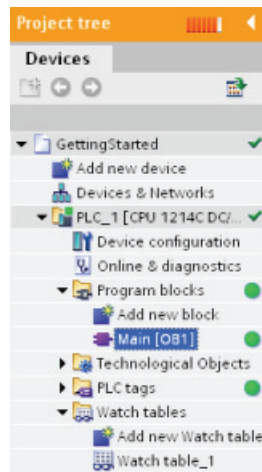 Project tree
Devices
GettingStarted
Add new device
Devices & Networks
PLC_1 [CPU 1214C DC/...
Device configuration
Online & diagnostics
Program blocks
Add new block
Main [OB1]
Technological Objects
PLC tags
Watch tables
Add new Watch table
Watch table_1